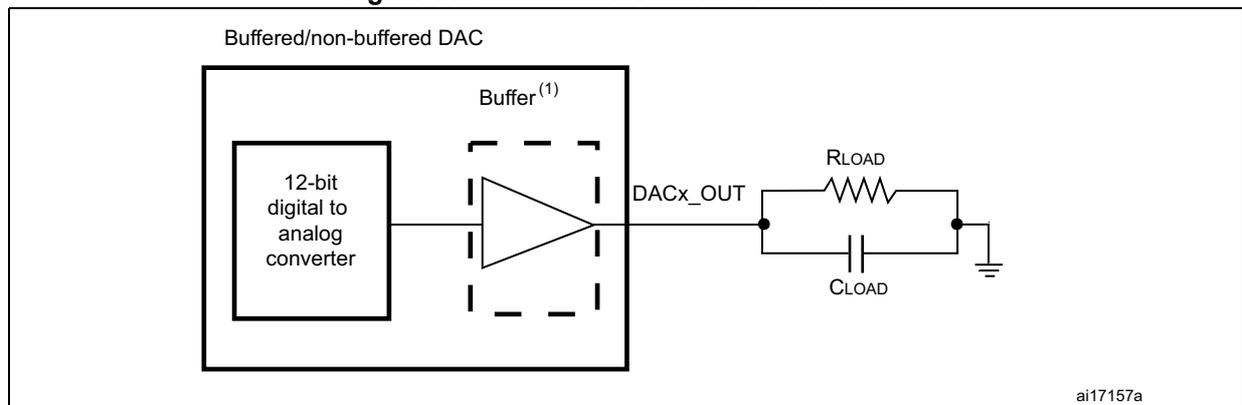 Buffered/non-buffered DAC
Buffer(1)
12-bit
digital to
analog
converter
DACx_OUT
RLOAD
CLOAD
ai17157a